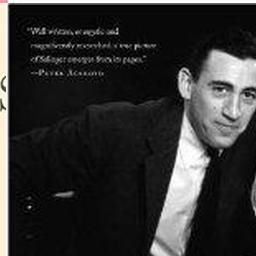 "Well written, energetic and
magnificently researched, a true picture
of Salinger emerges from its pages."
—Peter Ackroyd